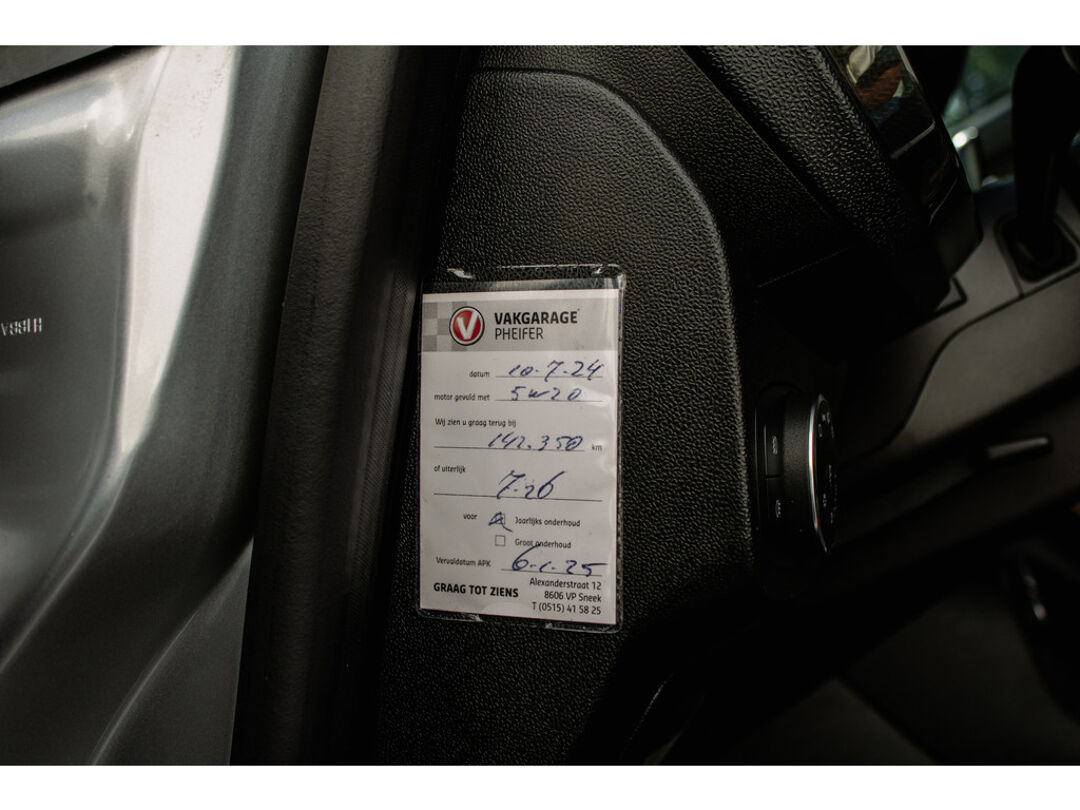 VAKGARAGE
PHEIFER
datum 10-7-24
motor gevuld met 5w20
Wij zien u graag terug bij
142.350 km
of uiterlijk
7-26
voor Jaarlijks onderhoud
Groot onderhoud
Vervaldatum APK 6-1-25
GRAAG TOT ZIENS
Alexanderstraat 12
8606 VP Sneek
T (0515) 41 58 25